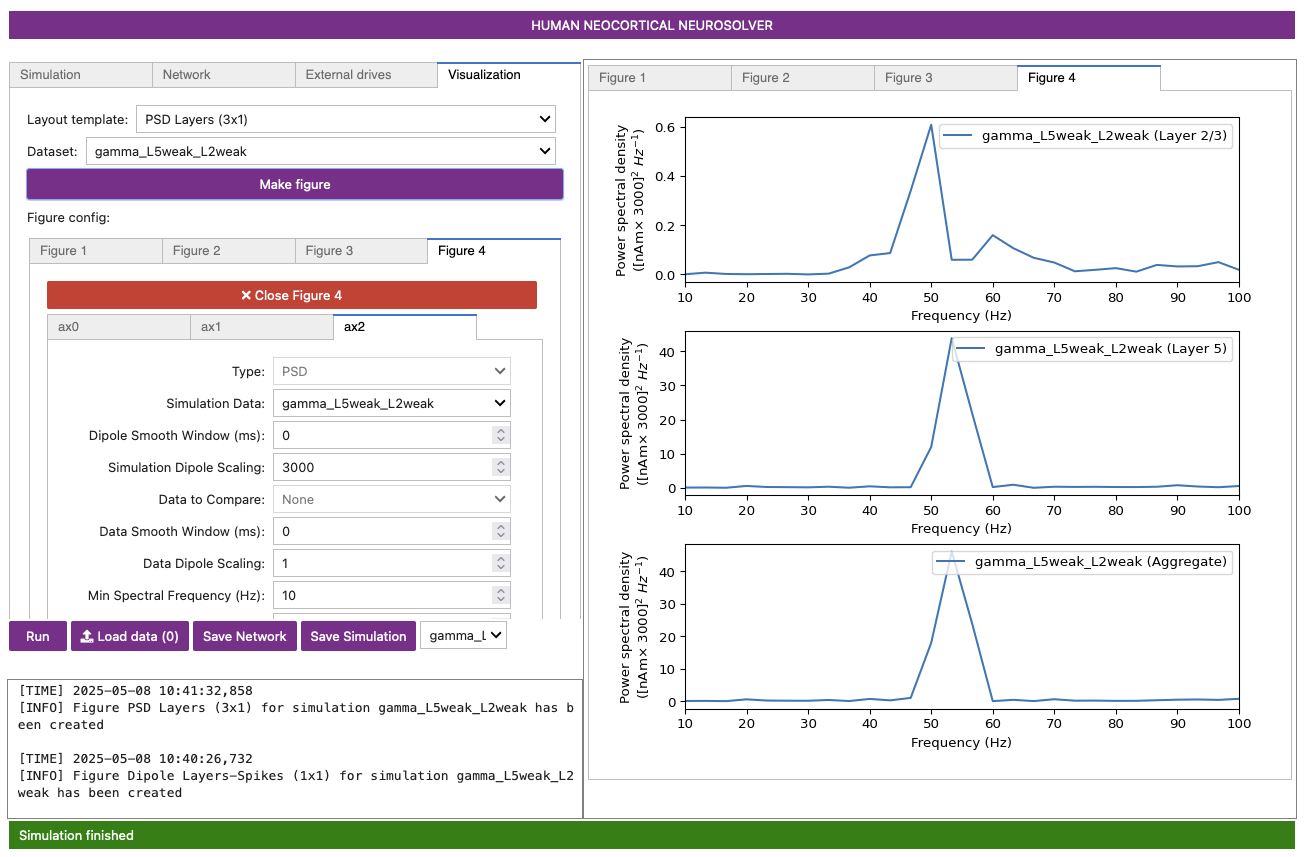 HUMAN NEOCORTICAL NEUROSOLVER
Simulation
Network
External drives
Visualization
Layout template:
PSD Layers (3x1)
Dataset:
gamma_L5weak_L2weak
Make figure
Figure config:
Figure 1
Figure 2
Figure 3
Figure 4
✖ Close Figure 4
ax0
ax1
ax2
Type:
PSD
Simulation Data:
gamma_L5weak_L2weak
Dipole Smooth Window (ms):
0
Simulation Dipole Scaling:
3000
Data to Compare:
None
Data Smooth Window (ms):
0
Data Dipole Scaling:
1
Min Spectral Frequency (Hz):
10
Run
Load data (0)
Save Network
Save Simulation
gamma_L
[TIME] 2025-05-08 10:41:32,858
[INFO] Figure PSD Layers (3x1) for simulation gamma_L5weak_L2weak has b
een created
[TIME] 2025-05-08 10:40:26,732
[INFO] Figure Dipole Layers-Spikes (1x1) for simulation gamma_L5weak_L2
weak has been created
Figure 1
Figure 2
Figure 3
Figure 4
Power spectral density
([nAm× 3000]² Hz⁻¹)
0.6
0.4
0.2
0.0
gamma_L5weak_L2weak (Layer 2/3)
10 20 30 40 50 60 70 80 90 100
Frequency (Hz)
Power spectral density
([nAm× 3000]² Hz⁻¹)
40
30
20
10
0
gamma_L5weak_L2weak (Layer 5)
10 20 30 40 50 60 70 80 90 100
Frequency (Hz)
Power spectral density
([nAm× 3000]² Hz⁻¹)
40
30
20
10
0
gamma_L5weak_L2weak (Aggregate)
10 20 30 40 50 60 70 80 90 100
Frequency (Hz)
Simulation finished